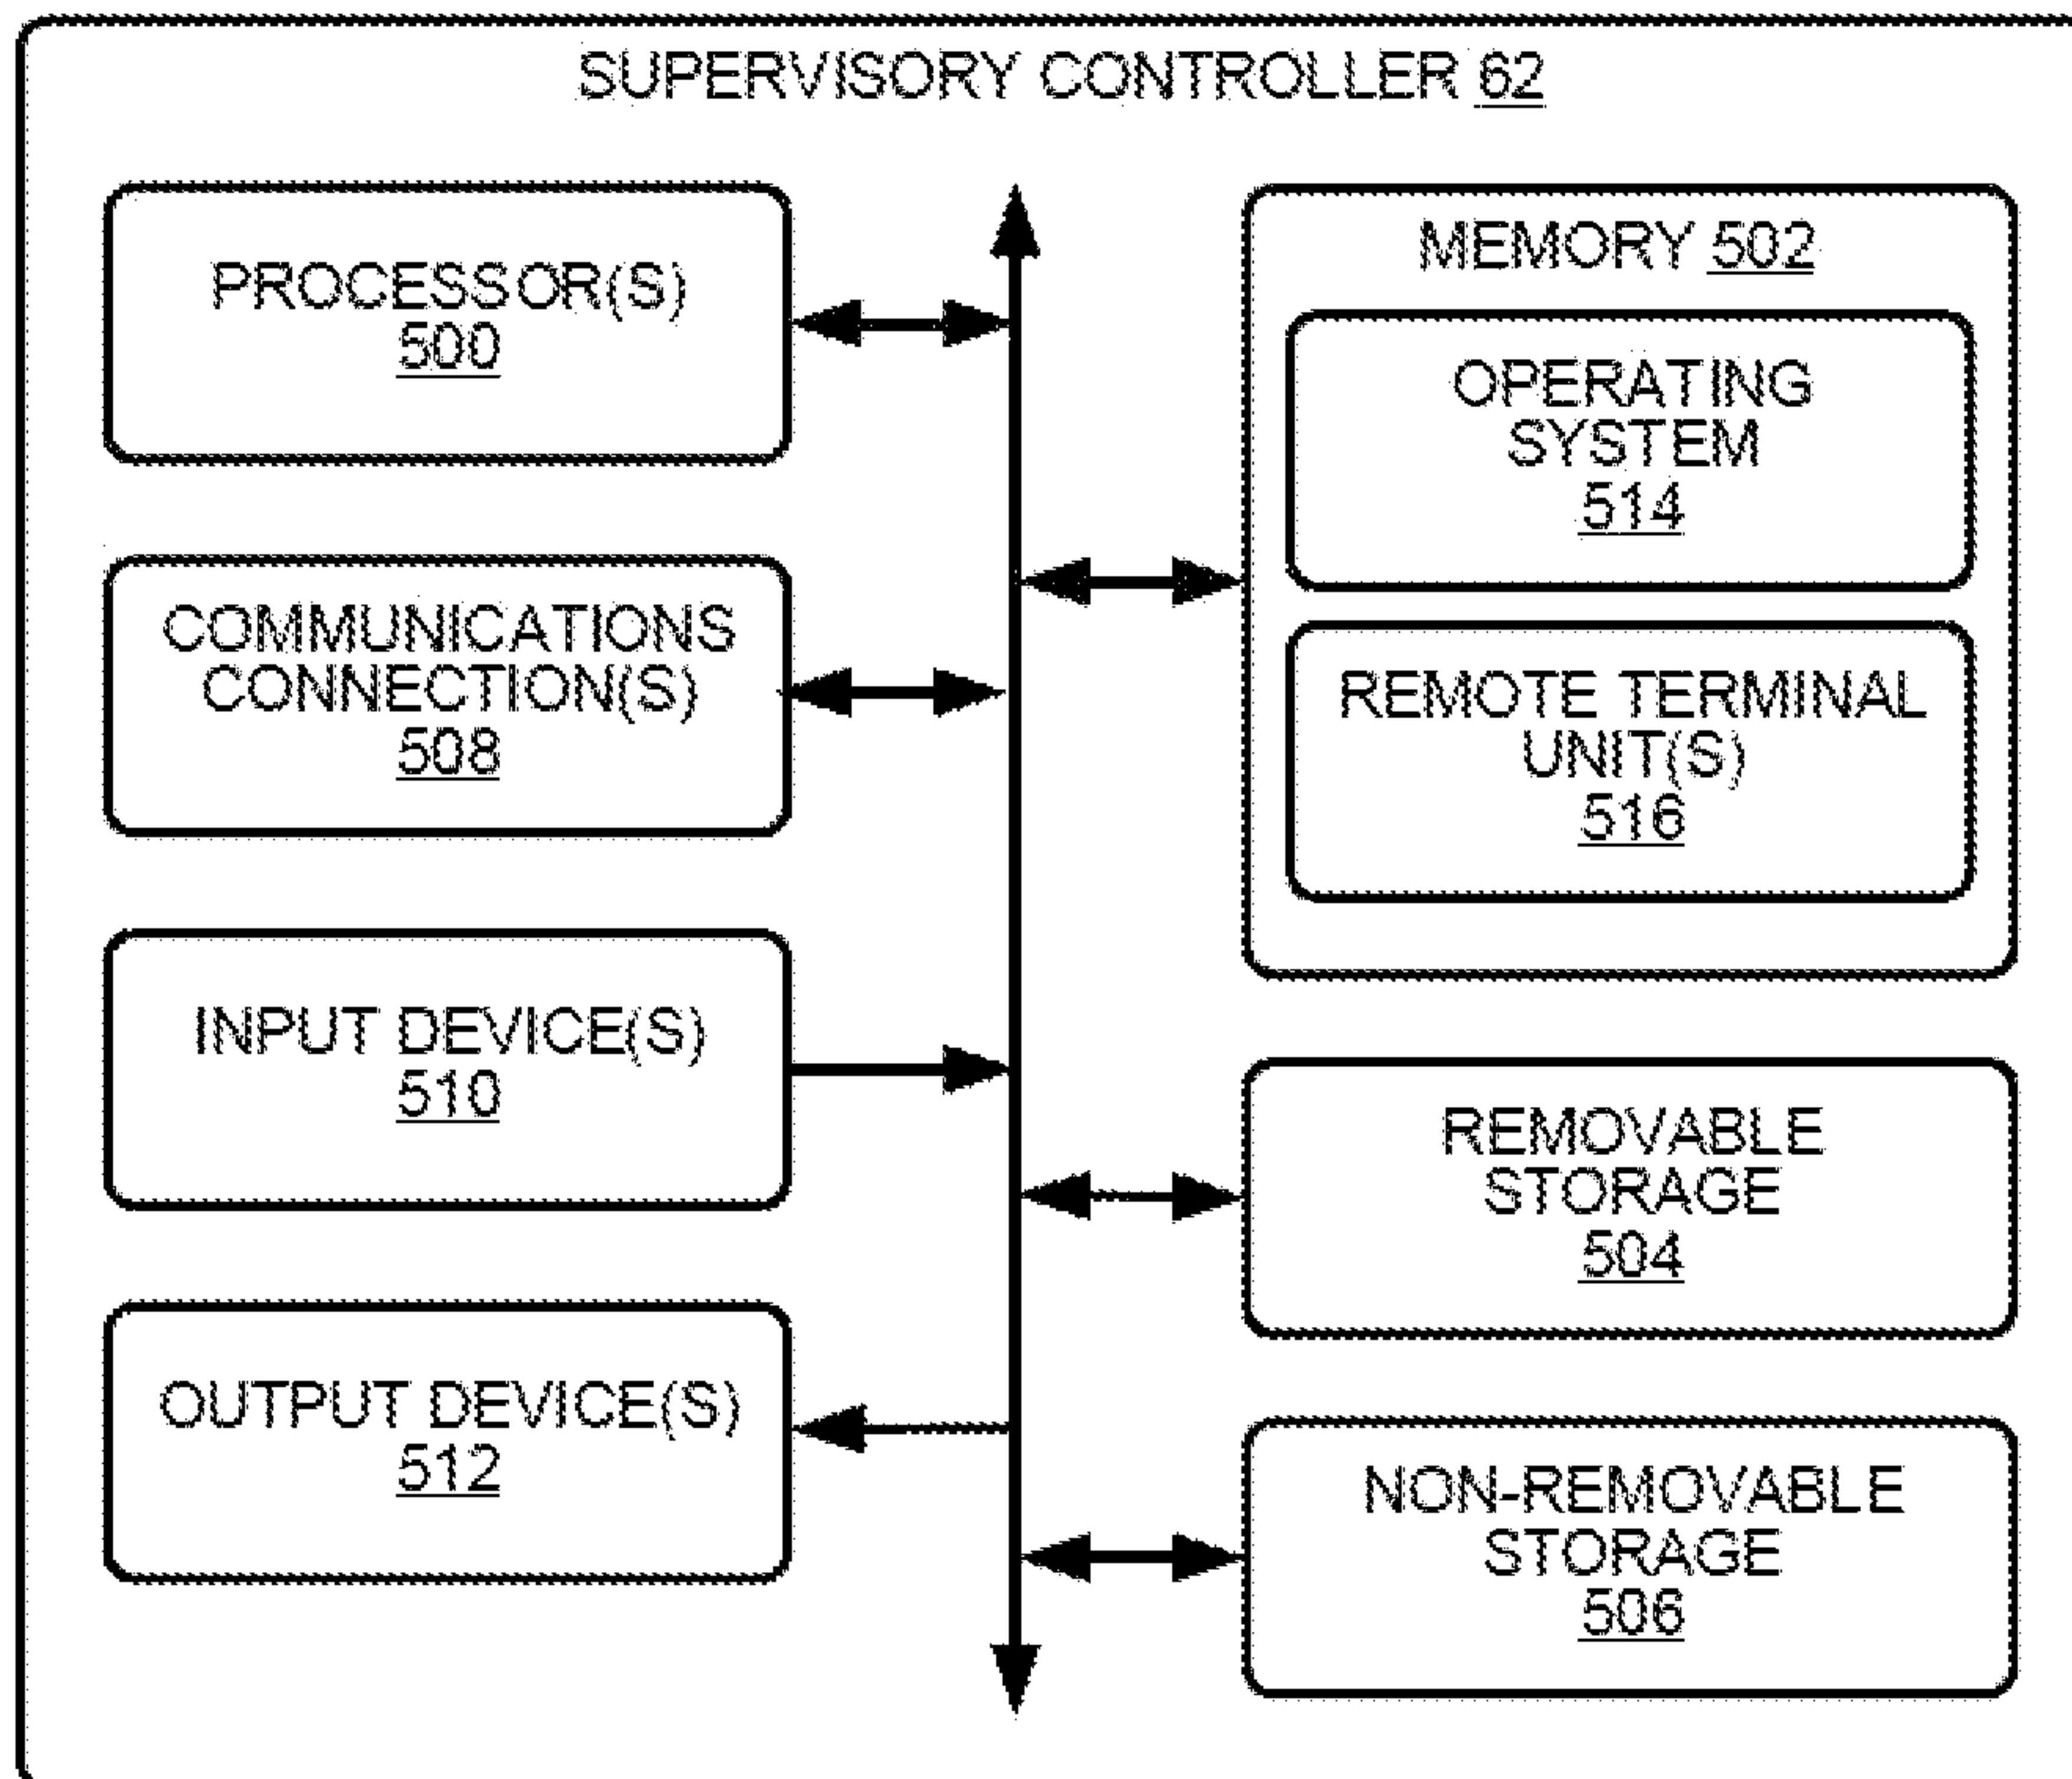 SUPERVISORY CONTROLLER 62
PROCESSOR(S)
500
COMMUNICATIONS
CONNECTION(S)
508
INPUT DEVICE(S)
510
OUTPUT DEVICE(S)
512
MEMORY 502
OPERATING
SYSTEM
514
REMOTE TERMINAL
UNIT(S)
516
REMOVABLE
STORAGE
504
NON-REMOVABLE
STORAGE
506